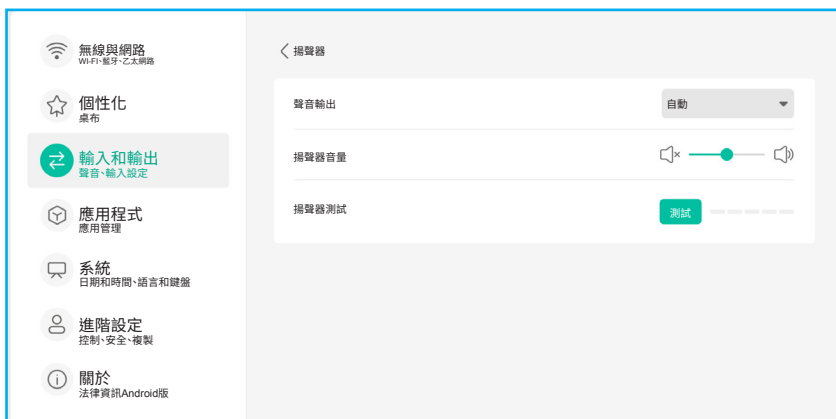 無線與網路
WI-FI、藍牙、乙太網路
個性化
桌布
輸入和輸出
聲音、輸入設定
應用程式
應用管理
系統
日期和時間、語言和鍵盤
進階設定
控制、安全、複製
關於
法律資訊Android版
揚聲器
聲音輸出
自動
揚聲器音量
揚聲器測試
測試